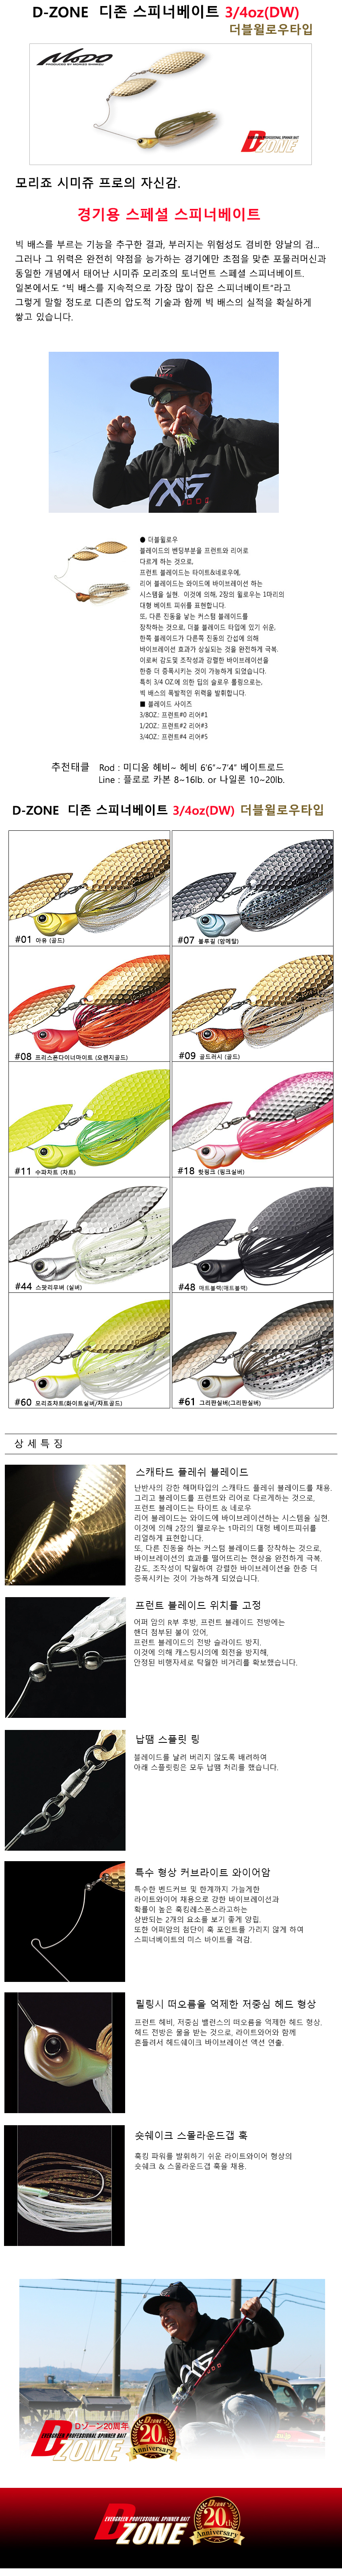 D-ZONE 디존 스피너베이트 3/4oz(DW)
더블윌로우타입
MoDo
PRODUCED BY MORIZO SHIMIZU
EVERGREEN PROFESSIONAL SPINNER BAIT
D ZONE
모리죠 시미쥬 프로의 자신감.
경기용 스페셜 스피너베이트
빅 배스를 부르는 기능을 추구한 결과, 부러지는 위험성도 겸비한 양날의 검...
그러나 그 위력은 완전히 약점을 능가하는 경기에만 초점을 맞춘 포물러머신과
동일한 개념에서 태어난 시미쥬 모리죠의 토너먼트 스페셜 스피너베이트.
일본에서도 "빅 배스를 지속적으로 가장 많이 잡은 스피너베이트"라고
그렇게 말할 정도로 디존의 압도적 기술과 함께 빅 배스의 실적을 확실하게
쌓고 있습니다.
● 더블윌로우
블레이드의 벤딩부분을 프런트와 리어로
다르게 하는 것으로,
프런트 블레이드는 타이트&네로우에,
리어 블레이드는 와이드에 바이브레이션 하는
시스템을 실현. 이것에 의해, 2장의 윌로우는 1마리의
대형 베이트 피쉬를 표현합니다.
또, 다른 진동을 낳는 커스텀 블레이드를
장착하는 것으로, 더블 블레이드 타입에 있기 쉬운,
한쪽 블레이드가 다른쪽 진동의 간섭에 의해
바이브레이션 효과가 상실되는 것을 완전하게 극복.
이로써 감도및 조작성과 강렬한 바이브레이션을
한층 더 증폭시키는 것이 가능하게 되었습니다.
특히 3/4 OZ.에 의한 딥의 슬로우 롤링으로는,
빅 배스의 폭발적인 위력을 발휘합니다.
■ 블레이드 사이즈
3/8OZ.: 프런트#0 리어#1
1/2OZ.: 프런트#2 리어#3
3/4OZ.: 프런트#4 리어#5
추천태클 Rod : 미디움 헤비~ 헤비 6'6"~7'4" 베이트로드
Line : 플로로 카본 8~16lb. or 나일론 10~20lb.
D-ZONE 디존 스피너베이트 3/4oz(DW) 더블윌로우타입
#01 아유 (골드)
#07 블루길 (암메탈)
#08 프리스폰다이너마이트 (오렌지골드)
#09 골드러시 (골드)
#11 수파차트 (차트)
#18 핫핑크 (핑크실버)
#44 스팟리무버 (실버)
#48 매드블랙(매드블랙)
#60 모리죠챠트(화이트실버/챠트골드)
#61 그리판실버(그리판실버)
상 세 특 징
스캐타드 플레쉬 블레이드
난반사의 강한 해머타입의 스캐타드 플레쉬 블레이드를 채용.
그리고 블레이드를 프런트와 리어로 다르게하는 것으로,
프런트 블레이드는 타이트 & 네로우
리어 블레이드는 와이드에 바이브레이션하는 시스템을 실현.
이것에 의해 2장의 윌로우는 1마리의 대형 베이트피쉬를
리얼하게 표현합니다.
또, 다른 진동을 하는 커스텀 블레이드를 장착하는 것으로,
바이브레이션의 효과를 떨어뜨리는 현상을 완전하게 극복.
감도, 조작성이 탁월하여 강렬한 바이브레이션을 한층 더
증폭시키는 것이 가능하게 되었습니다.
프런트 블레이드 위치를 고정
어퍼 암의 R부 후방, 프런트 블레이드 전방에는
핸더 첨부된 볼이 있어,
프런트 블레이드의 전방 슬라이드 방지.
이것에 의해 캐스팅시의에 회전을 방지해,
안정된 비행자세로 탁월한 비거리를 확보했습니다.
납땜 스플릿 링
블레이드를 날려 버리지 않도록 배려하여
아래 스플릿링은 모두 납땜 처리를 했습니다.
특수 형상 커브라이트 와이어암
특수한 벤드커브 및 한계까지 가늘게한
라이트와이어 채용으로 강한 바이브레이션과
확률이 높은 훅킹레스폰스라고하는
상반되는 2개의 요소를 보기 좋게 양립.
또한 어퍼암의 첨단이 훅 포인트를 가리지 않게 하여
스피너베이트의 미스 바이트를 격감.
릴링시 떠오름을 억제한 저중심 헤드 형상
프런트 헤비, 저중심 밸런스의 떠오름을 억제한 헤드 형상.
헤드 전방은 물을 받는 것으로, 라이트와어와 함께
흔들려서 헤드쉐이크 바이브레이션 액션 연출.
숏쉐이크 스몰라운드갭 훅
훅킹 파워를 발휘하기 쉬운 라이트와이어 형상의
숏쉐크 & 스몰라운드갭 훅을 채용.
Dゾーン20周年
EVERGREEN PROFESSIONAL SPINNER BAIT
D ZONE
D ZONE
20th
Anniversary
EVERGREEN PROFESSIONAL SPINNER BAIT
D ZONE
D ZONE
20th
Anniversary